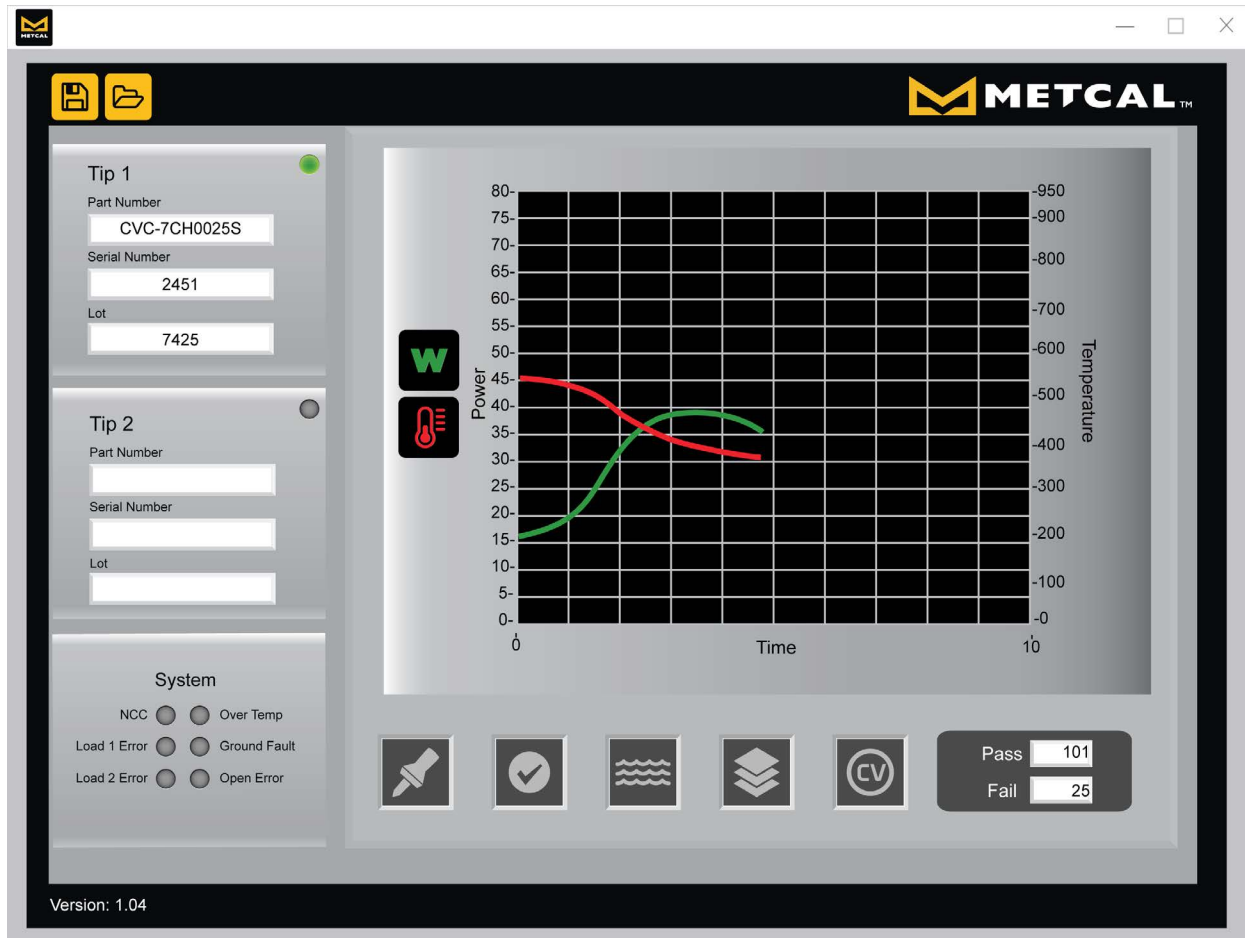 METCAL
METCAL™
Tip 1
Part Number
CVC-7CH0025S
Serial Number
2451
Lot
7425
Tip 2
Part Number
Serial Number
Lot
System
NCC
Over Temp
Load 1 Error
Ground Fault
Load 2 Error
Open Error
80-
75-
70-
65-
60-
55-
50-
45-
40-
35-
30-
25-
20-
15-
10-
5-
0-
Power
W
-950
-900
-800
-700
-600
-500
-400
-300
-200
-100
-0
Temperature
0
Time
10
CV
Pass 101
Fail 25
Version: 1.04